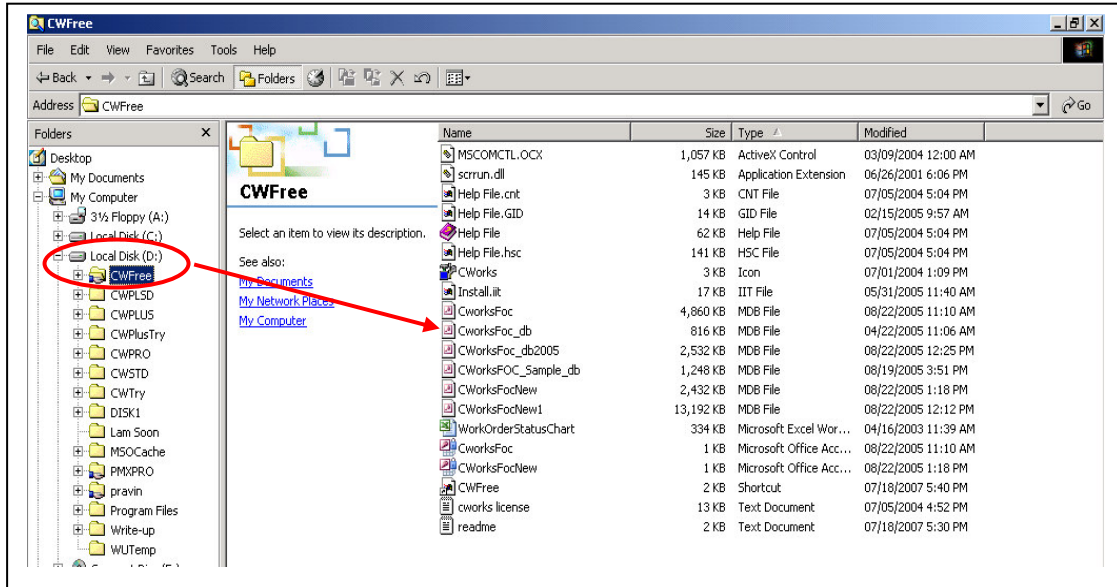 CWFree
File Edit View Favorites Tools Help
Back Search Folders
Address CWFree Go
Folders X
Desktop
My Documents
My Computer
3½ Floppy (A:)
Local Disk (C:)
Local Disk (D:)
CWFree
CWPLSD
CWPLUS
CWPlusTry
CWPRO
CWSTD
CWTry
DISK1
Lam Soon
MSOCache
PMXPRO
pravin
Program Files
Write-up
WUTemp
CWFree
Select an item to view its description.
See also:
My Documents
My Network Places
My Computer
Name Size Type Modified
MSCOMCTL.OCX 1,057 KB ActiveX Control 03/09/2004 12:00 AM
scrrun.dll 145 KB Application Extension 06/26/2001 6:06 PM
Help File.cnt 3 KB CNT File 07/05/2004 5:04 PM
Help File.GID 14 KB GID File 02/15/2005 9:57 AM
Help File 62 KB Help File 07/05/2004 5:04 PM
Help File.hsc 141 KB HSC File 07/05/2004 5:04 PM
CWorks 3 KB Icon 07/01/2004 1:09 PM
Install.iit 17 KB IIT File 05/31/2005 11:40 AM
CworksFoc 4,860 KB MDB File 08/22/2005 11:10 AM
CworksFoc_db 816 KB MDB File 04/22/2005 11:06 AM
CWorksFoc_db2005 2,532 KB MDB File 08/22/2005 12:25 PM
CWorksFOC_Sample_db 1,248 KB MDB File 08/19/2005 3:51 PM
CWorksFocNew 2,432 KB MDB File 08/22/2005 1:18 PM
CWorksFocNew1 13,192 KB MDB File 08/22/2005 12:12 PM
WorkOrderStatusChart 334 KB Microsoft Excel Wor... 04/16/2003 11:39 AM
CworksFoc 1 KB Microsoft Office Acc... 08/22/2005 11:10 AM
CWorksFocNew 1 KB Microsoft Office Acc... 08/22/2005 1:18 PM
CWFree 2 KB Shortcut 07/18/2007 5:40 PM
cworks license 13 KB Text Document 07/05/2004 4:52 PM
readme 2 KB Text Document 07/18/2007 5:30 PM